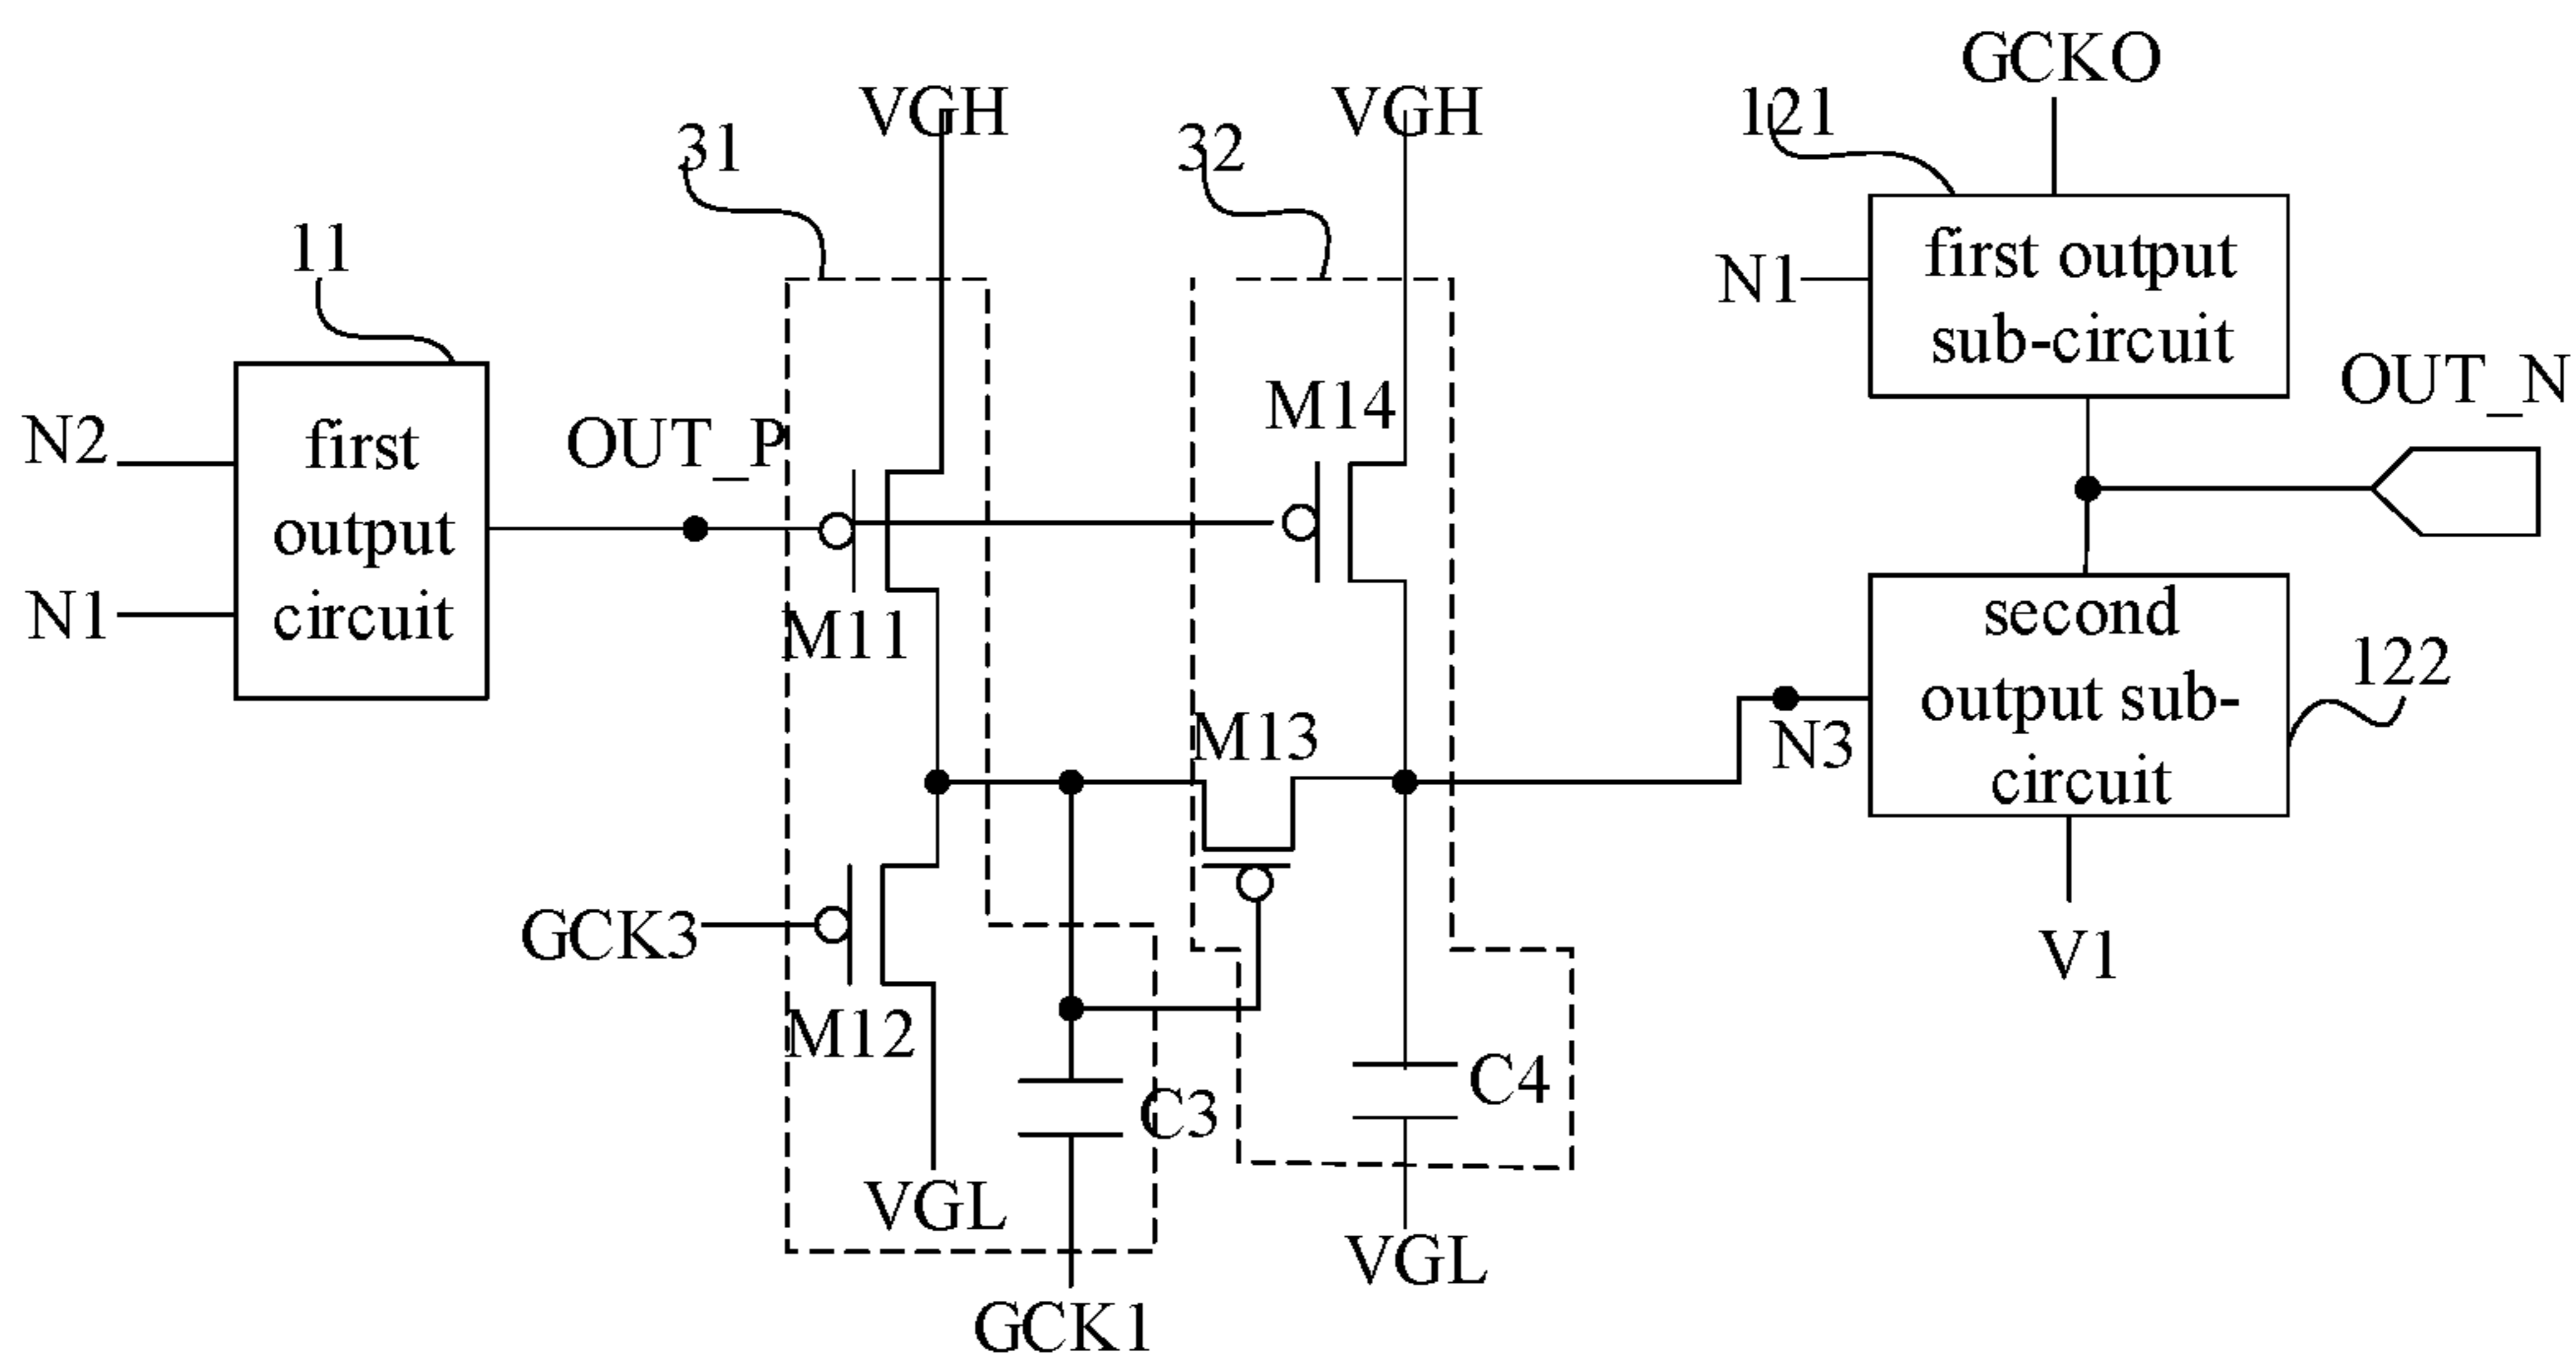 GCKO
VGH
VGH
121
31
32
11
N1
first output
sub-circuit
OUT_N
M14
N2
first
output
circuit
N1
OUT_P
M11
second
output sub-
circuit
122
M13
N3
GCK3
V1
M12
C3
C4
VGL
VGL
GCK1